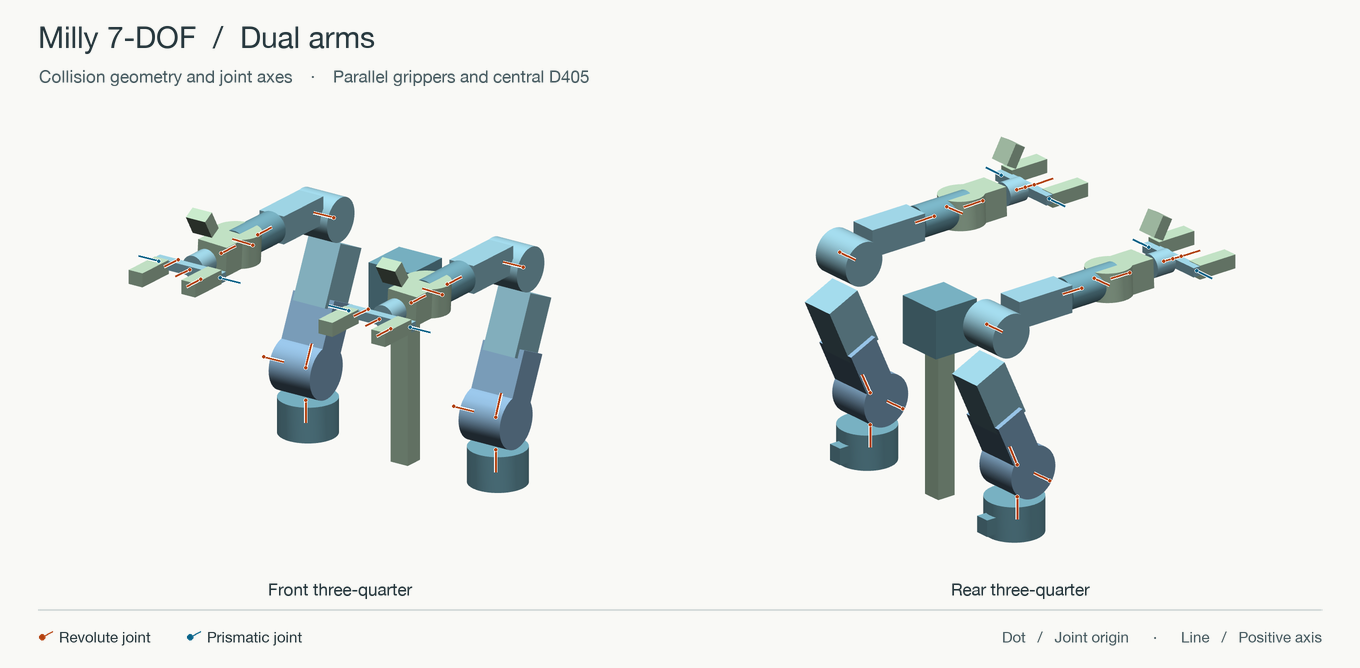 Milly 7-DOF / Dual arms
Collision geometry and joint axes · Parallel grippers and central D405
Front three-quarter
Rear three-quarter
Revolute joint
Prismatic joint
Dot / Joint origin · Line / Positive axis